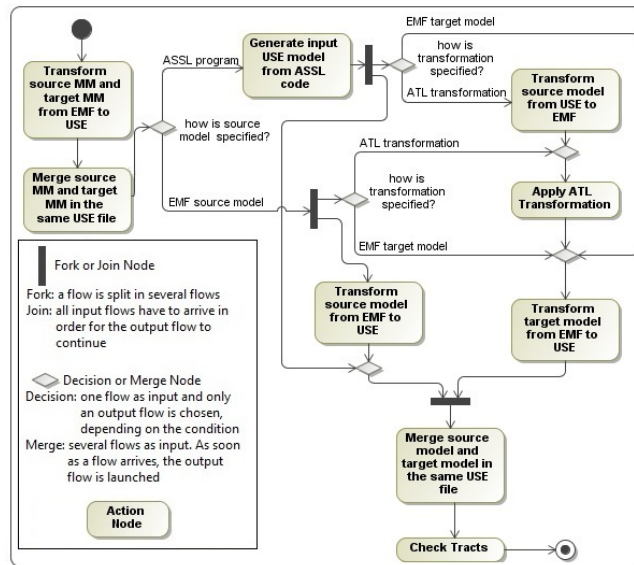 EMF target model
Transform
source MM and
target MM
from EMF to
USE
ASSL program
Generate input
USE model
from ASSL
code
how is
transformation
specified?
ATL transformation
Transform
source model
from USE to
EMF
how is source
model specified?
Merge source
MM and target
MM in the
same USE file
ATL transformation
how is
transformation
specified?
Apply ATL
Transformation
EMF source model
EMF target model
Fork or Join Node
Fork: a flow is split in several flows
Join: all input flows have to arrive in
order for the output flow to
continue
Transform
source model
from EMF to
USE
Transform
target model
from EMF to
USE
Decision or Merge Node
Decision: one flow as input and only
an output flow is chosen,
depending on the condition
Merge: several flows as input. As soon
as a flow arrives, the output
flow is launched
Action
Node
Merge source
model and
target model in
the same USE
file
Check Tracts